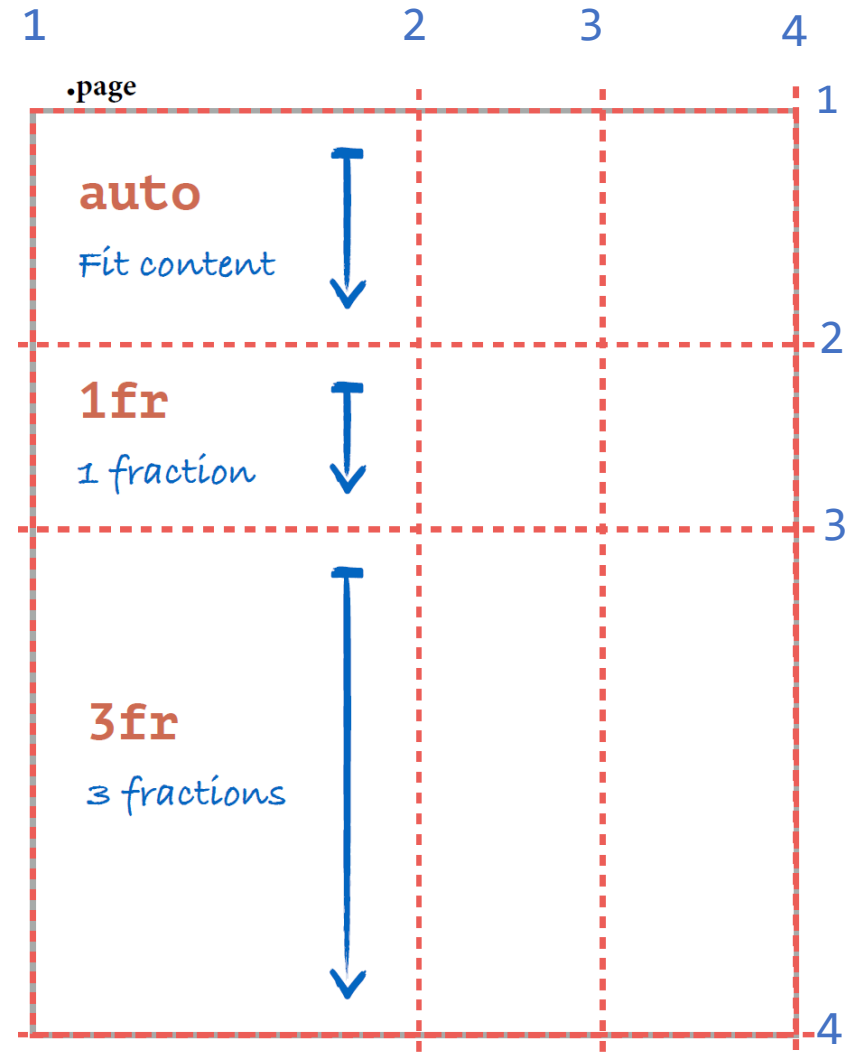 1 2 3 4
.page
1
auto
Fit content
2
1fr
1 fraction
3
3fr
3 fractions
4